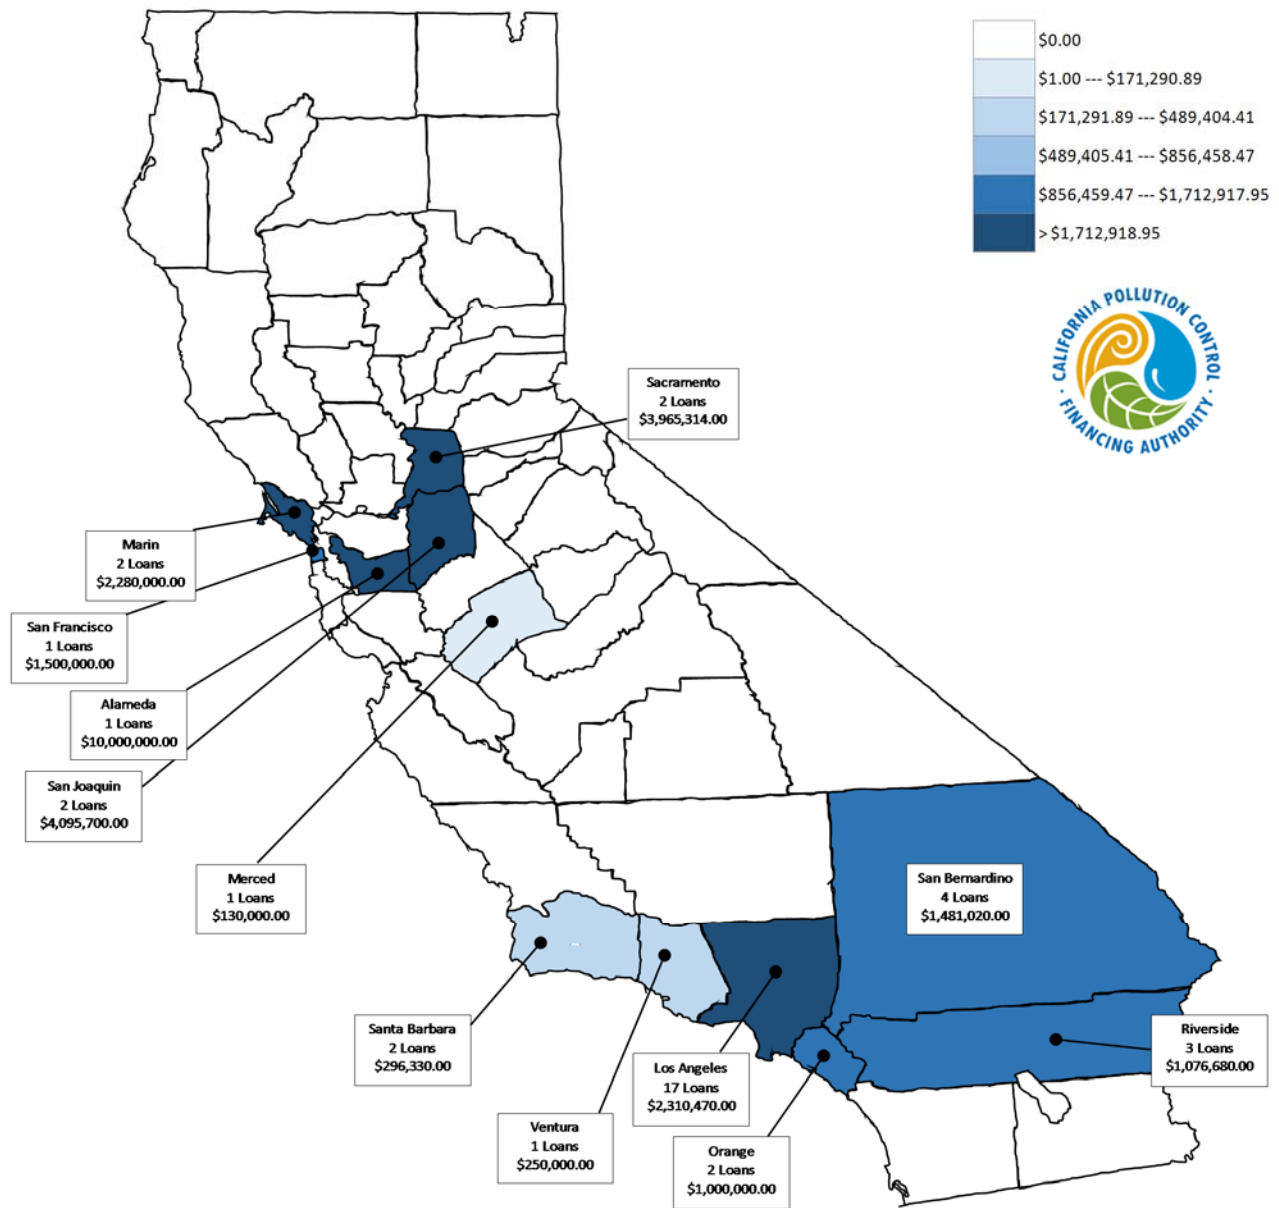 $0.00
$1.00 --- $171,290.89
$171,291.89 --- $489,404.41
$489,405.41 --- $856,458.47
$856,459.47 --- $1,712,917.95
> $1,712,918.95
CALIFORNIA POLLUTION CONTROL
· FINANCING AUTHORITY ·
Sacramento
2 Loans
$3,965,314.00
Marin
2 Loans
$2,280,000.00
San Francisco
1 Loans
$1,500,000.00
Alameda
1 Loans
$10,000,000.00
San Joaquin
2 Loans
$4,095,700.00
Merced
1 Loans
$130,000.00
San Bernardino
4 Loans
$1,481,020.00
Santa Barbara
2 Loans
$296,330.00
Riverside
3 Loans
$1,076,680.00
Los Angeles
17 Loans
$2,310,470.00
Ventura
1 Loans
$250,000.00
Orange
2 Loans
$1,000,000.00